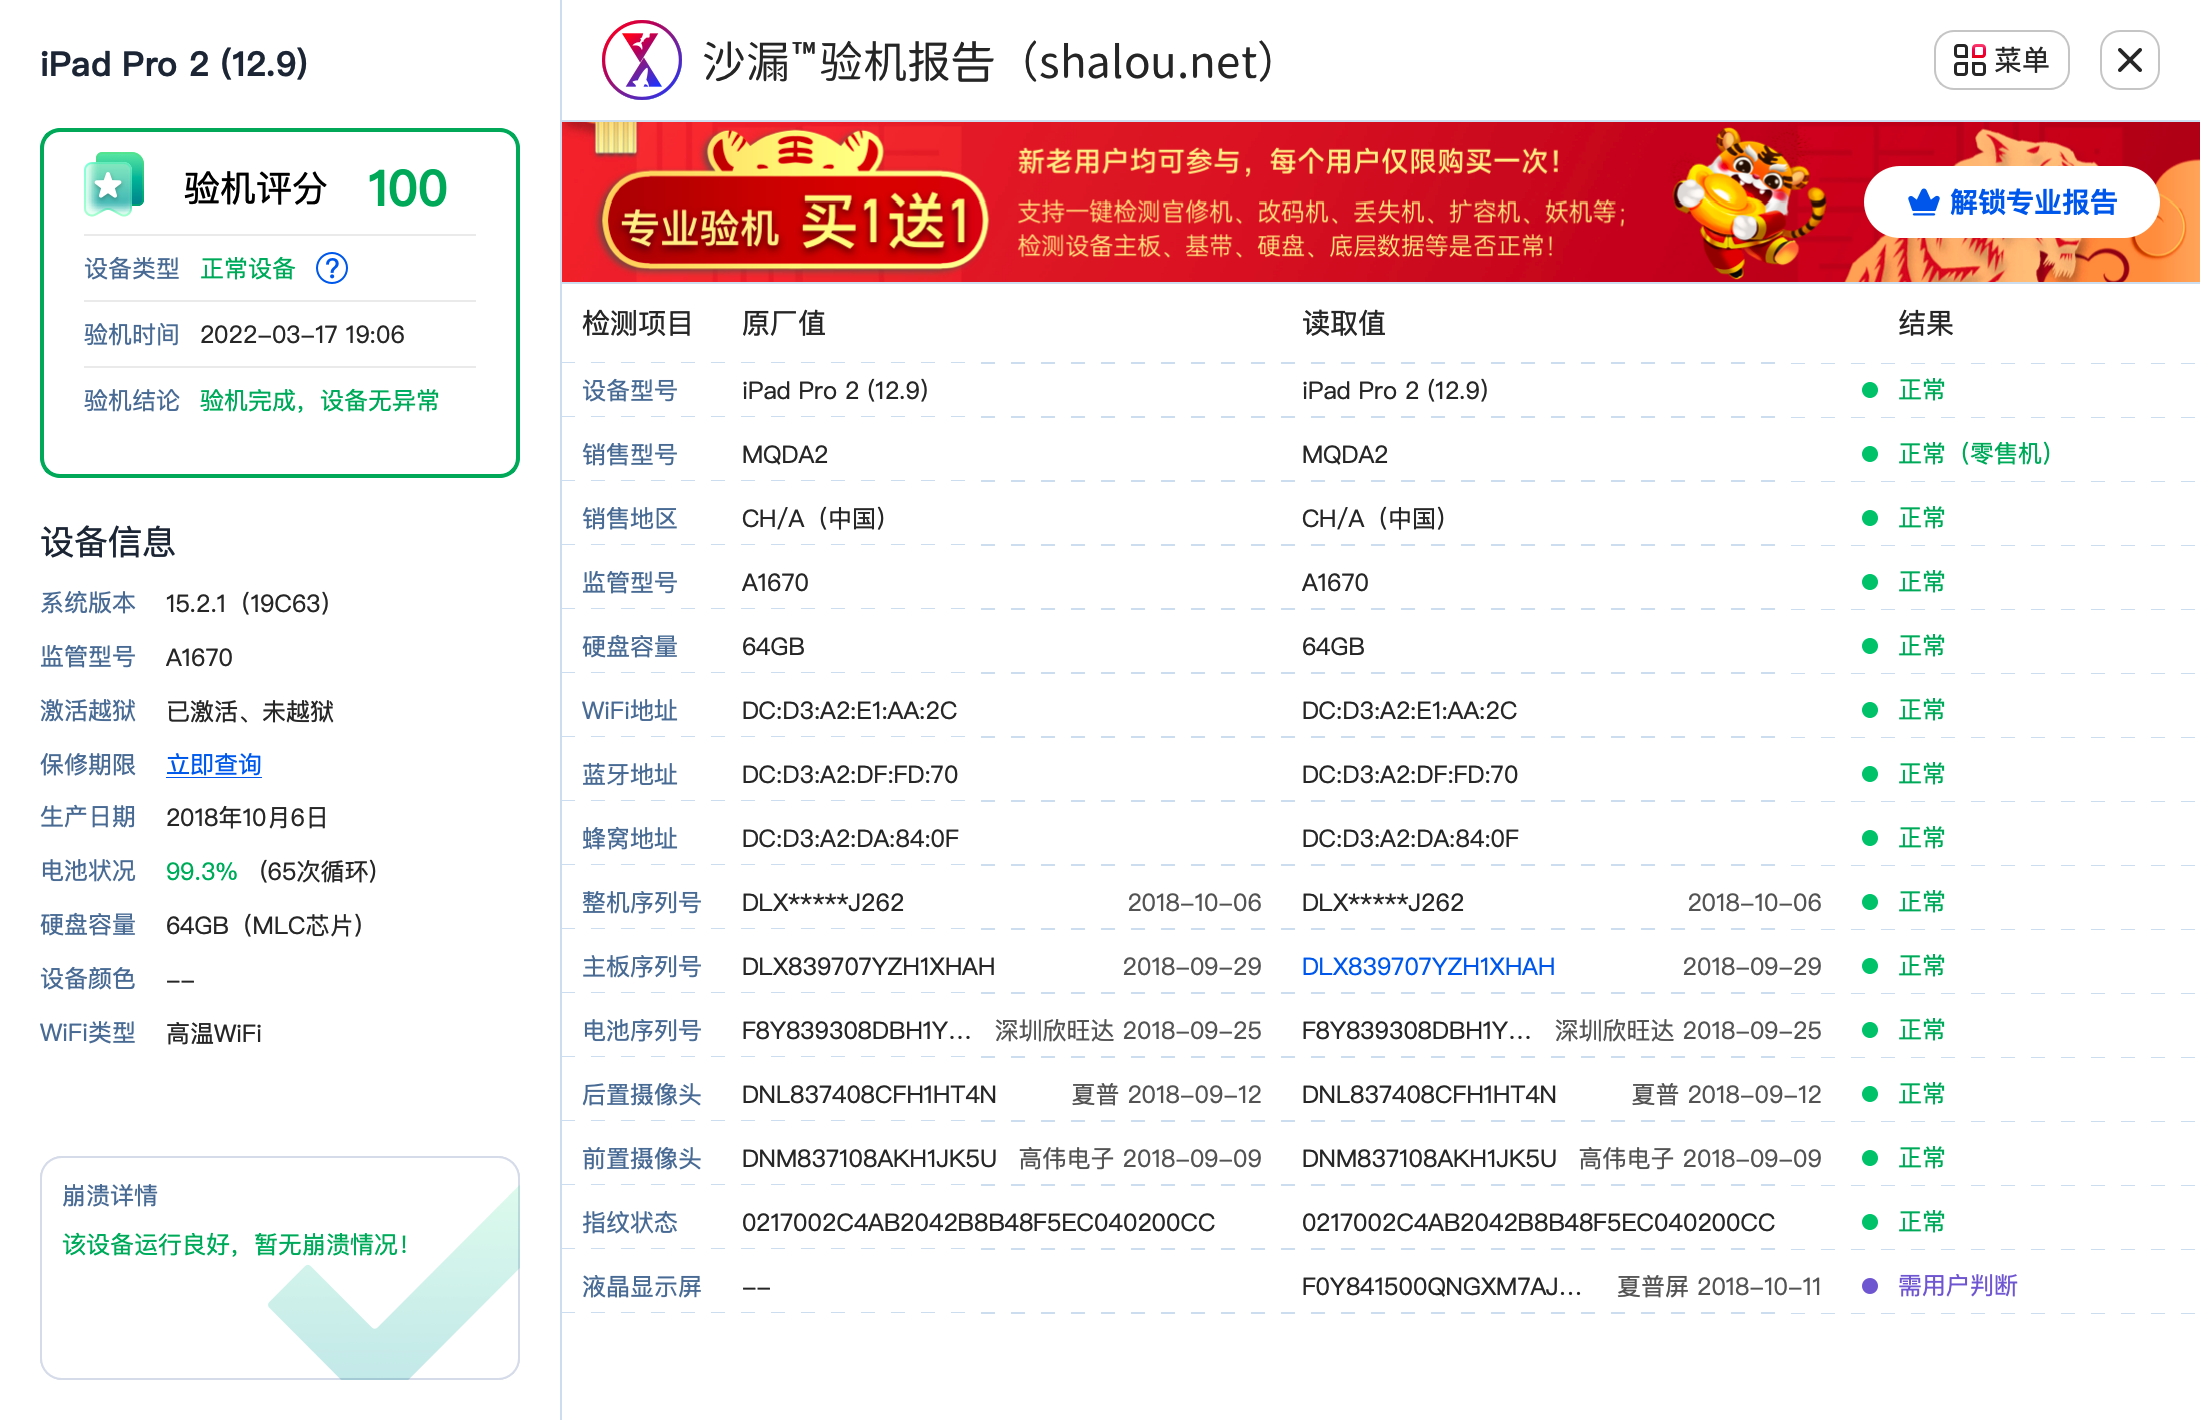 iPad Pro 2 (12.9)
验机评分 100
设备类型 正常设备 ?
验机时间 2022-03-17 19:06
验机结论 验机完成，设备无异常
设备信息
系统版本 15.2.1（19C63）
监管型号 A1670
激活越狱 已激活、未越狱
保修期限 立即查询
生产日期 2018年10月6日
电池状况 99.3% （65次循环）
硬盘容量 64GB（MLC芯片）
设备颜色 --
WiFi类型 高温WiFi
崩溃详情
该设备运行良好，暂无崩溃情况！
沙漏™验机报告（shalou.net）
菜单
专业验机 买1送1
新老用户均可参与，每个用户仅限购买一次！
支持一键检测官修机、改码机、丢失机、扩容机、妖机等；
检测设备主板、基带、硬盘、底层数据等是否正常！
解锁专业报告
检测项目 原厂值 读取值 结果
设备型号 iPad Pro 2 (12.9) iPad Pro 2 (12.9) 正常
销售型号 MQDA2 MQDA2 正常（零售机）
销售地区 CH/A（中国） CH/A（中国） 正常
监管型号 A1670 A1670 正常
硬盘容量 64GB 64GB 正常
WiFi地址 DC:D3:A2:E1:AA:2C DC:D3:A2:E1:AA:2C 正常
蓝牙地址 DC:D3:A2:DF:FD:70 DC:D3:A2:DF:FD:70 正常
蜂窝地址 DC:D3:A2:DA:84:0F DC:D3:A2:DA:84:0F 正常
整机序列号 DLX*****J262 2018-10-06 DLX*****J262 2018-10-06 正常
主板序列号 DLX839707YZH1XHAH 2018-09-29 DLX839707YZH1XHAH 2018-09-29 正常
电池序列号 F8Y839308DBH1Y... 深圳欣旺达 2018-09-25 F8Y839308DBH1Y... 深圳欣旺达 2018-09-25 正常
后置摄像头 DNL837408CFH1HT4N 夏普 2018-09-12 DNL837408CFH1HT4N 夏普 2018-09-12 正常
前置摄像头 DNM837108AKH1JK5U 高伟电子 2018-09-09 DNM837108AKH1JK5U 高伟电子 2018-09-09 正常
指纹状态 0217002C4AB2042B8B48F5EC040200CC 0217002C4AB2042B8B48F5EC040200CC 正常
液晶显示屏 -- F0Y841500QNGXM7AJ... 夏普屏 2018-10-11 需用户判断